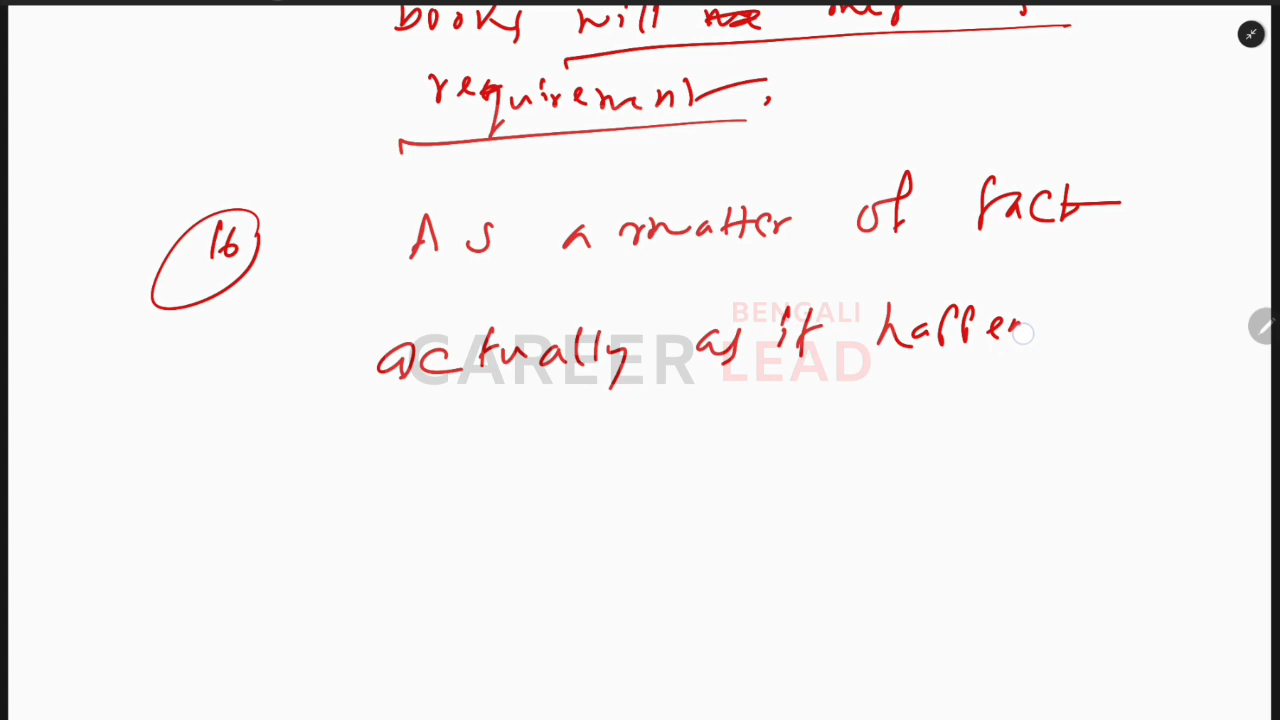 books will
requirement.
16 As a matter of fact
actually as it happen
BENGALI
CAREER LEAD